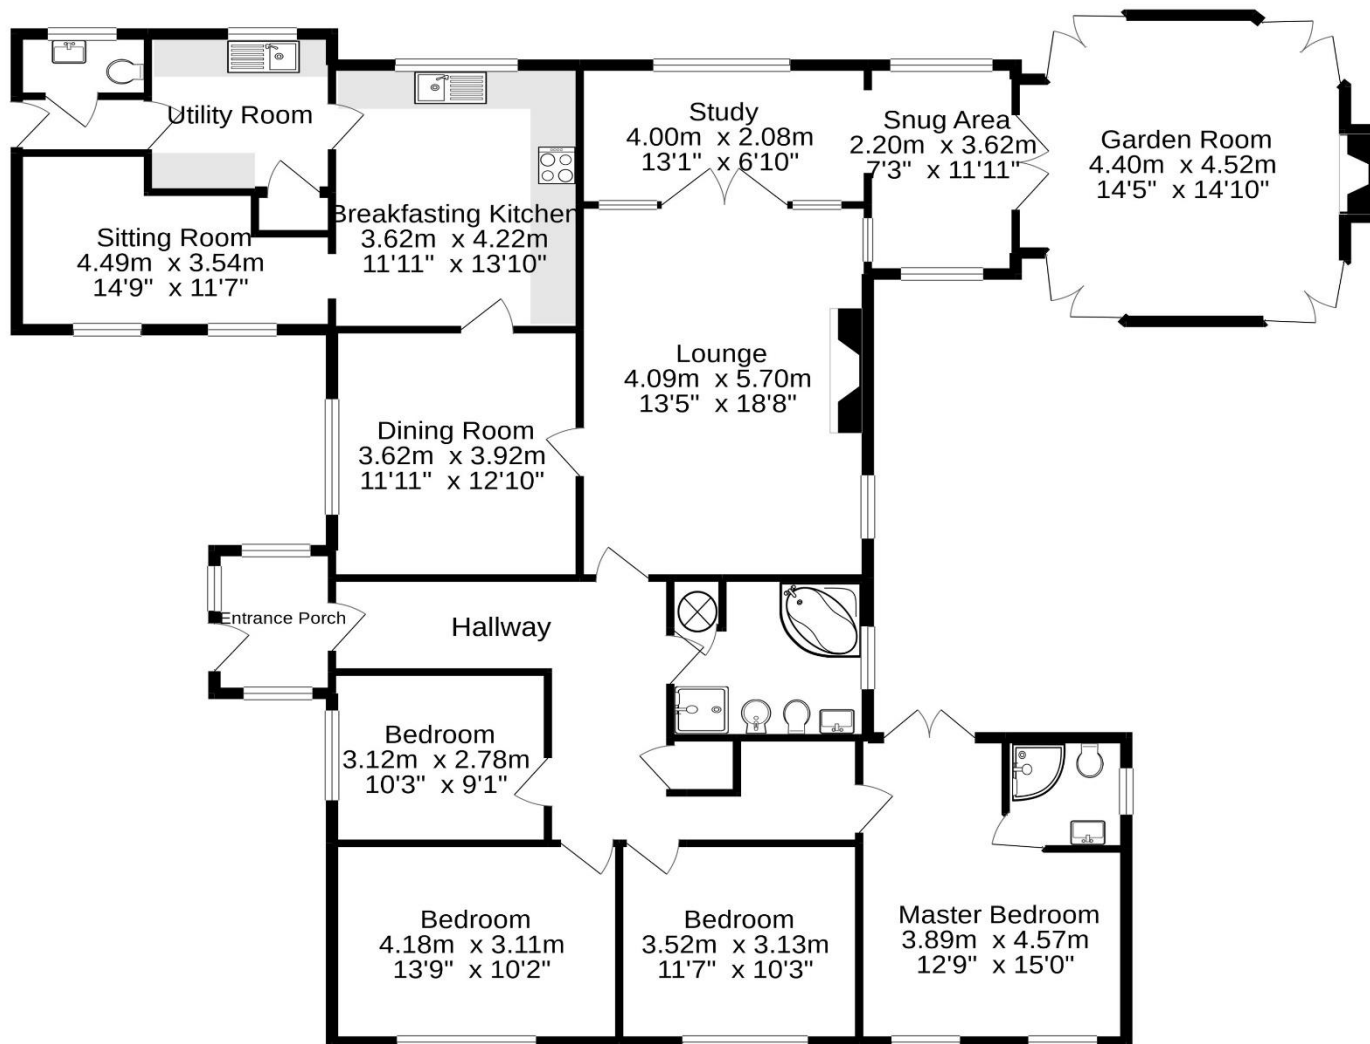 Utility Room
Study
4.00m x 2.08m
13'1" x 6'10"
Snug Area
2.20m x 3.62m
7'3" x 11'11"
Garden Room
4.40m x 4.52m
14'5" x 14'10"
Breakfasting Kitchen
3.62m x 4.22m
11'11" x 13'10"
Sitting Room
4.49m x 3.54m
14'9" x 11'7"
Lounge
4.09m x 5.70m
13'5" x 18'8"
Dining Room
3.62m x 3.92m
11'11" x 12'10"
Entrance Porch
Hallway
Bedroom
3.12m x 2.78m
10'3" x 9'1"
Bedroom
4.18m x 3.11m
13'9" x 10'2"
Bedroom
3.52m x 3.13m
11'7" x 10'3"
Master Bedroom
3.89m x 4.57m
12'9" x 15'0"